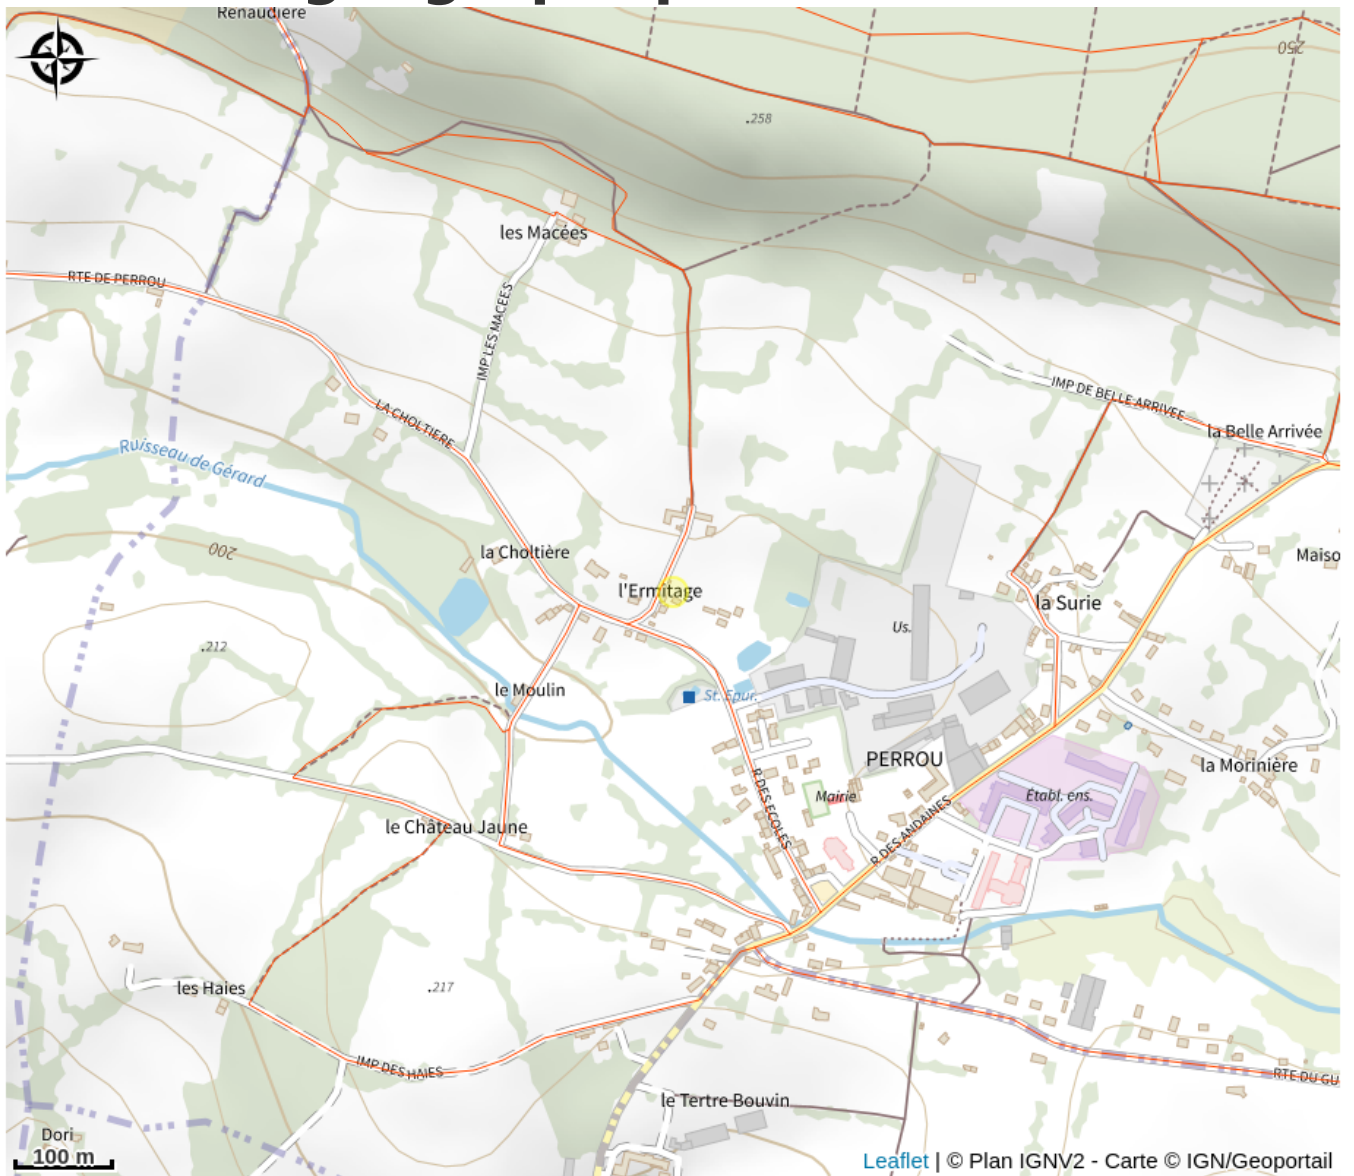 Renaudière
250
.258
les Macées
RTE DE PERROU
IMP LES MACEES
IMP DE BELLE ARRIVEE
LA CHOLTIERE
la Belle Arrivée
Ruisseau de Gérard
200
la Choltière
Maiso
l'Ermitage
la Surie
Us.
.212
le Moulin
St. Epur.
PERROU
la Morinière
R DES ECOLES
Mairie
Établ. ens.
R DES ANDAINES
le Château Jaune
les Haies
.217
IMP DES HAIES
RTE DU GU
le Tertre Bouvin
Dori
100 m
Leaflet | © Plan IGNV2 - Carte © IGN/Geoportail